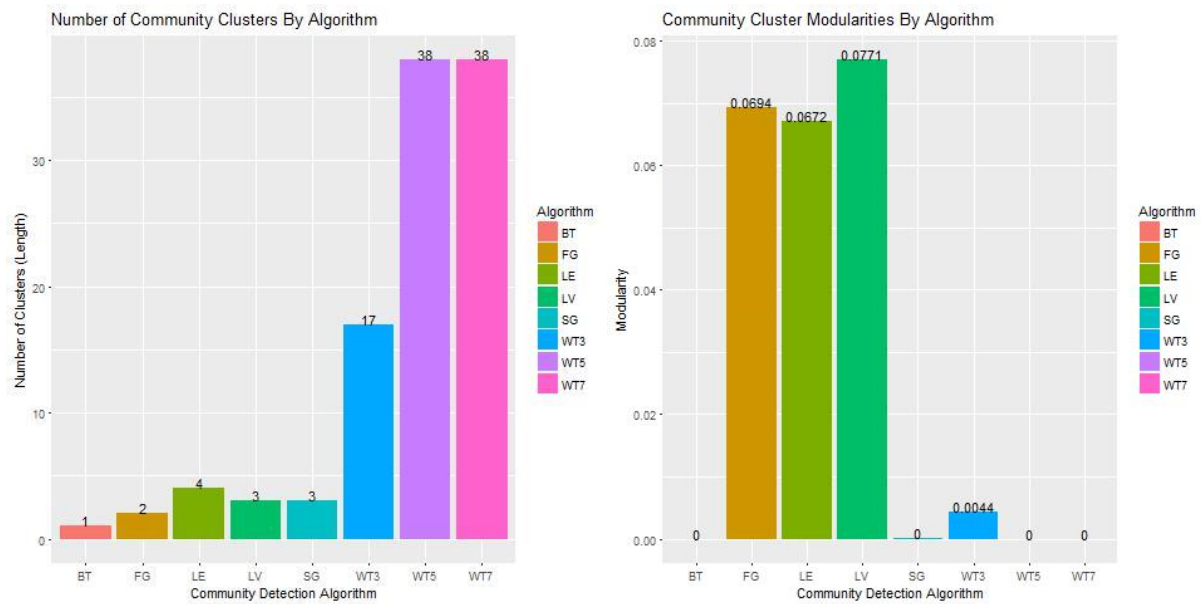 Number of Community Clusters By Algorithm
38
38
30
20
17
10
4
3
3
2
1
0
Number of Clusters (Length)
BT
FG
LE
LV
SG
WT3
WT5
WT7
Community Detection Algorithm
Algorithm
BT
FG
LE
LV
SG
WT3
WT5
WT7
Community Cluster Modularities By Algorithm
0.08
0.0771
0.0694
0.0672
0.06
0.04
0.02
0.0044
0.00
0
0
0
0
Modularity
BT
FG
LE
LV
SG
WT3
WT5
WT7
Community Detection Algorithm
Algorithm
BT
FG
LE
LV
SG
WT3
WT5
WT7